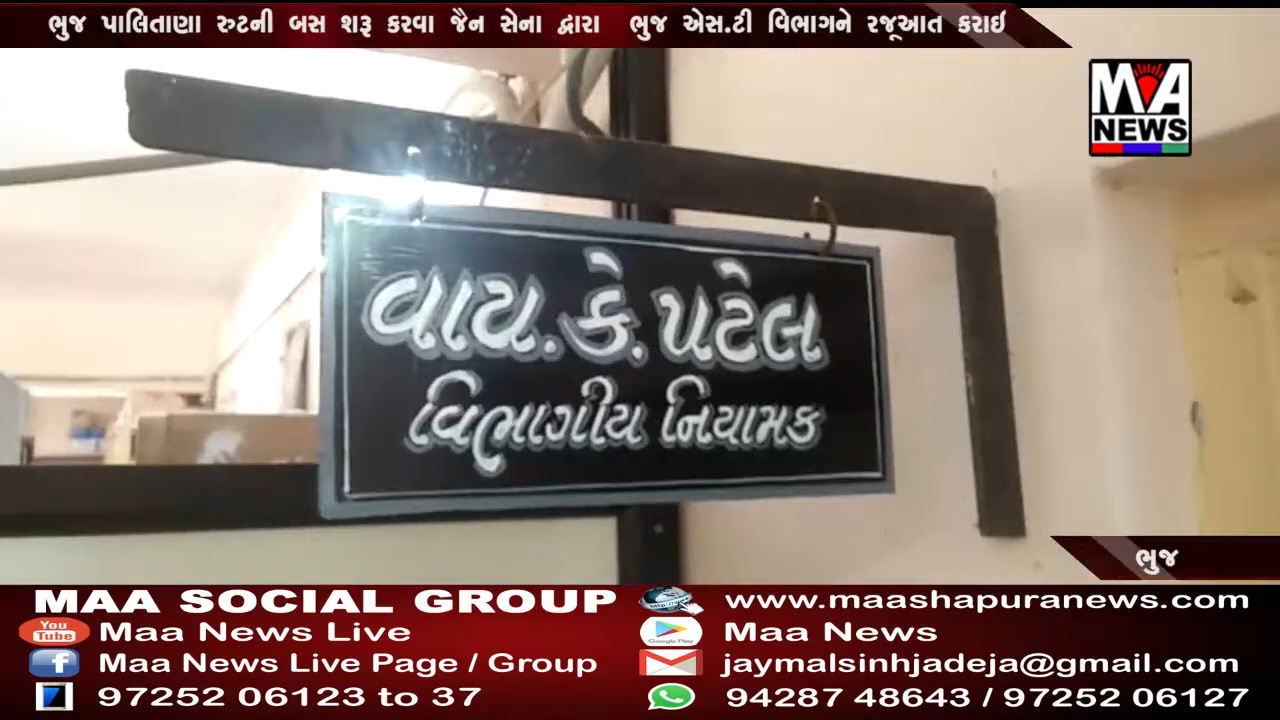 ભુજ પાલિતાણા રુટની બસ શરૂ કરવા જૈન સેના દ્વારા ભુજ એસ.ટી વિભાગને રજૂઆત કરાઈ
MAA
NEWS
વાય.કે.પટેલ
વિભાગીય નિયામક
ભુજ
MAA SOCIAL GROUP
www.maashapuranews.com
You Tube Maa News Live
Google Play Maa News
Maa News Live Page / Group
jaymalsinhjadeja@gmail.com
97252 06123 to 37
94287 48643 / 97252 06127